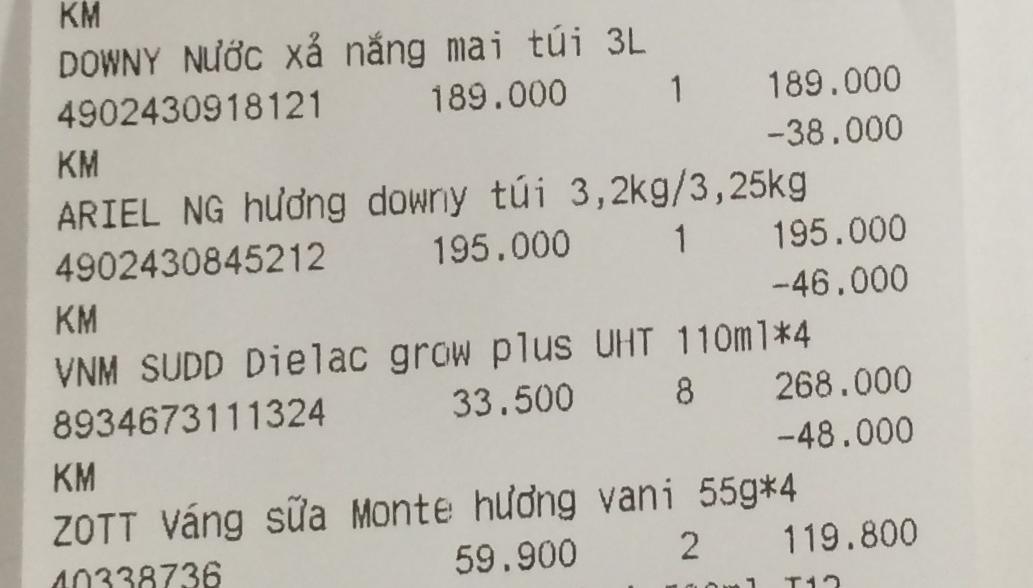 KM
DOWNY Nước xả nắng mai túi 3L
4902430918121 189.000 1 189.000
-38.000
KM
ARIEL NG hương downy túi 3,2kg/3,25kg
4902430845212 195.000 1 195.000
-46.000
KM
VNM SUDD Dielac grow plus UHT 110ml*4
8934673111324 33.500 8 268.000
-48.000
KM
ZOTT Váng sữa Monte hương vani 55g*4
40338736 59.900 2 119.800